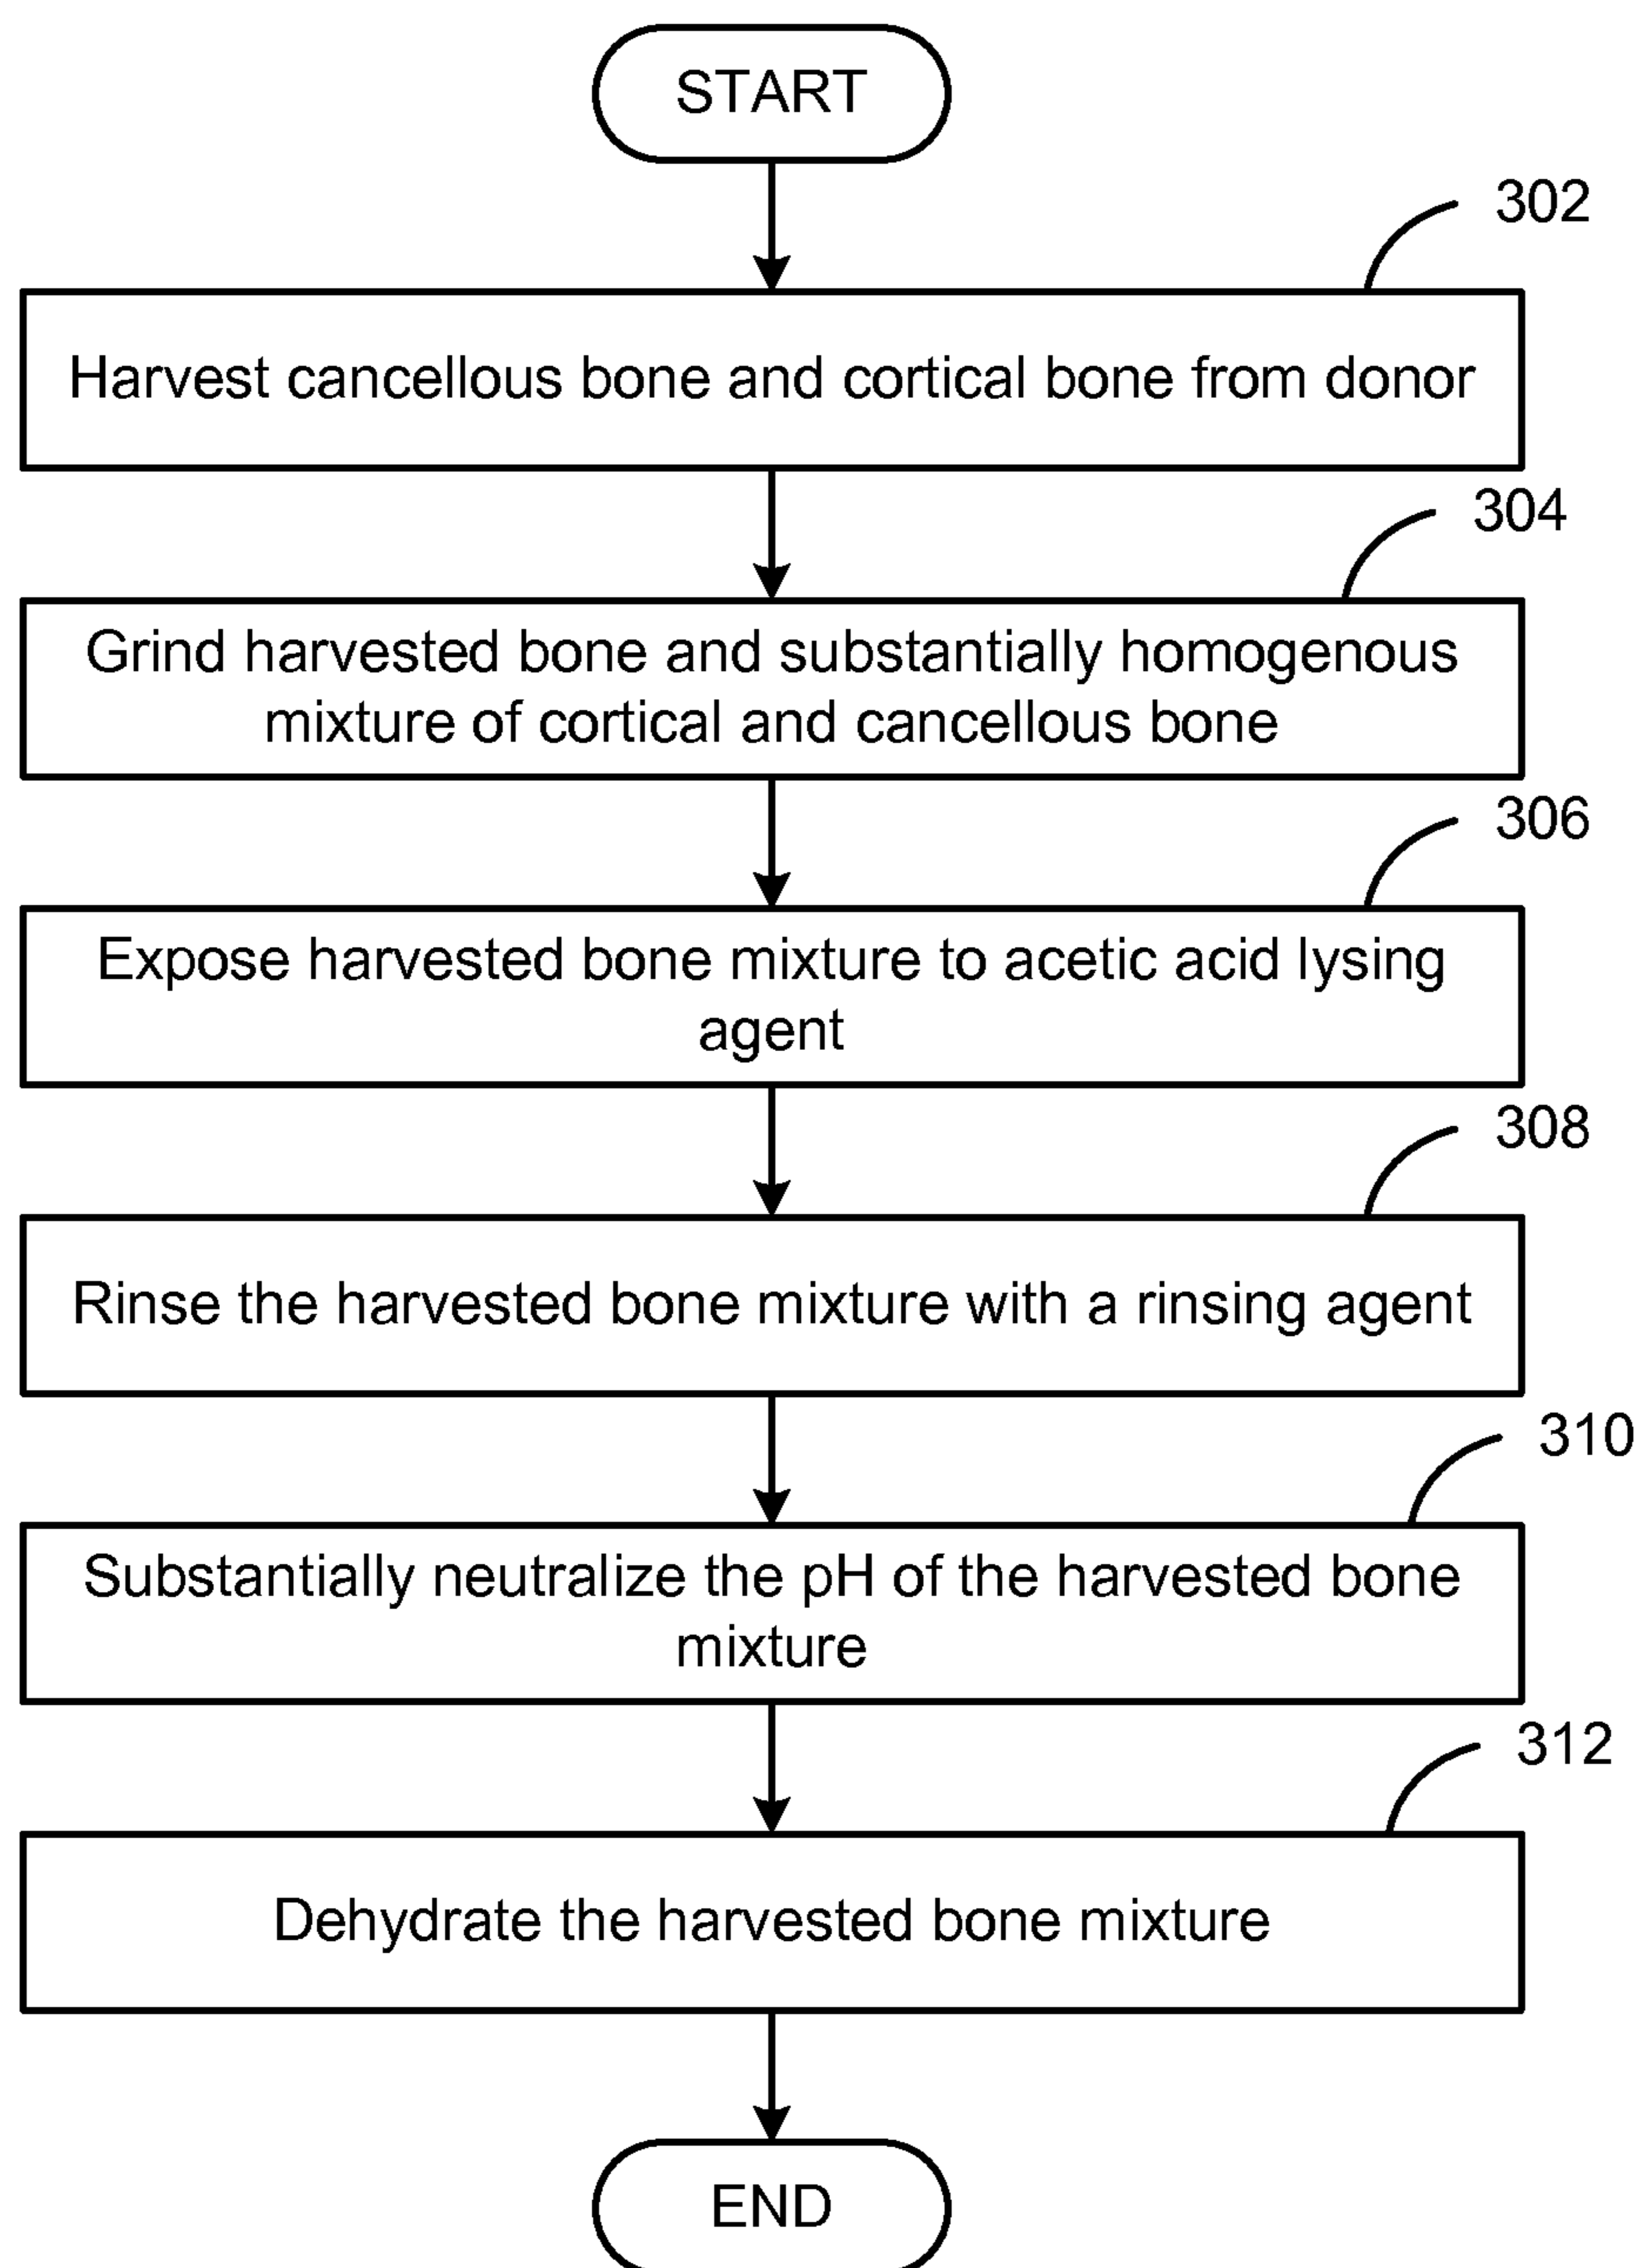 START
302
Harvest cancellous bone and cortical bone from donor
304
Grind harvested bone and substantially homogenous
mixture of cortical and cancellous bone
306
Expose harvested bone mixture to acetic acid lysing
agent
308
Rinse the harvested bone mixture with a rinsing agent
310
Substantially neutralize the pH of the harvested bone
mixture
312
Dehydrate the harvested bone mixture
END